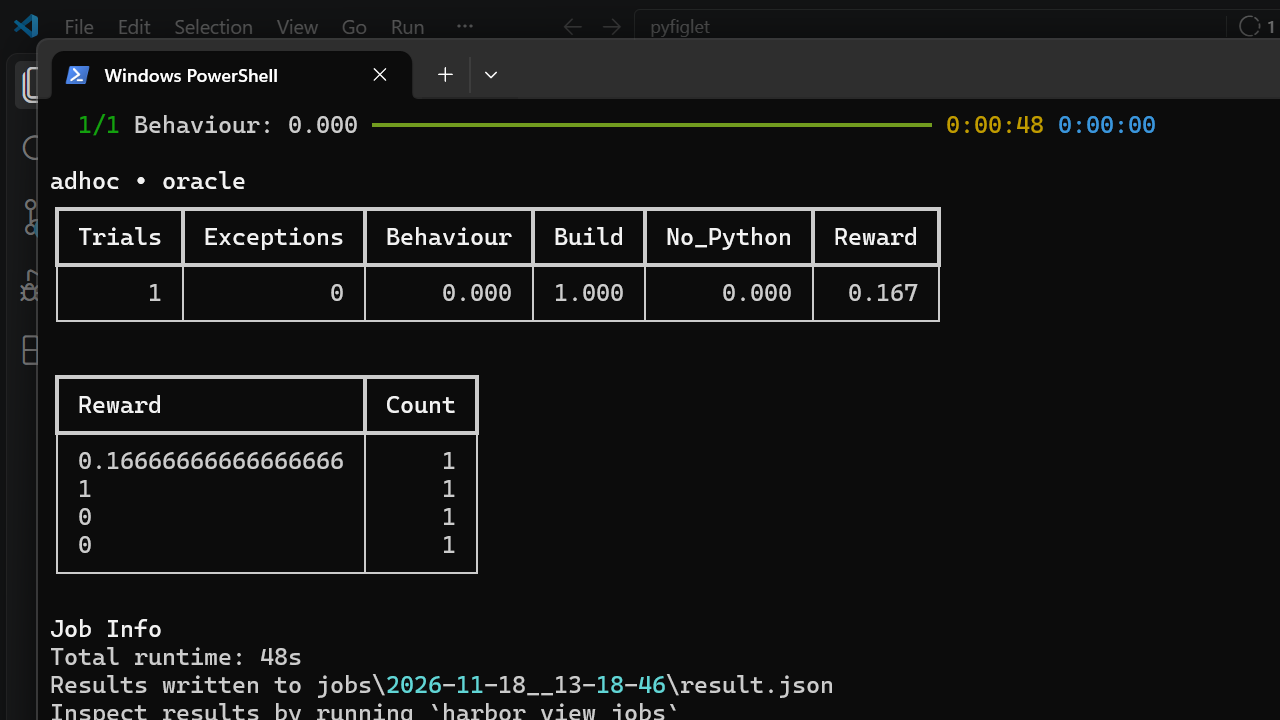 File Edit Selection View Go Run ··· ← → pyfiglet 1
Windows PowerShell
1/1 Behaviour: 0.000 0:00:48 0:00:00
adhoc • oracle
Trials Exceptions Behaviour Build No_Python Reward
1 0 0.000 1.000 0.000 0.167
Reward Count
0.16666666666666666 1
1 1
0 1
0 1
Job Info
Total runtime: 48s
Results written to jobs\2026-11-18__13-18-46\result.json
Inspect results by running `harbor view jobs`